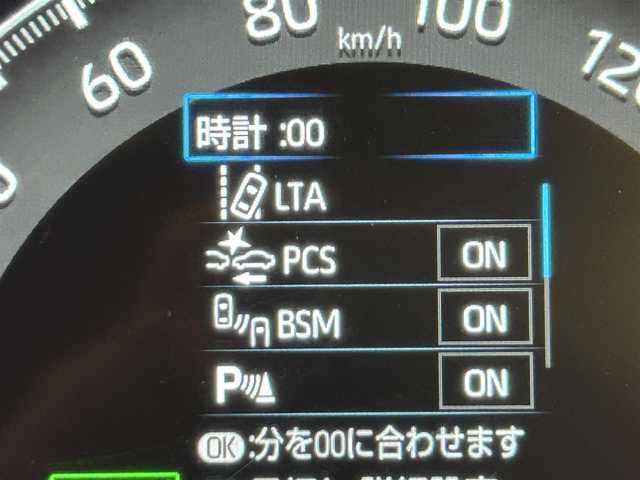 80 100
km/h
60 120
時計 :00
LTA
PCS ON
BSM ON
P ON
OK :分を00に合わせます